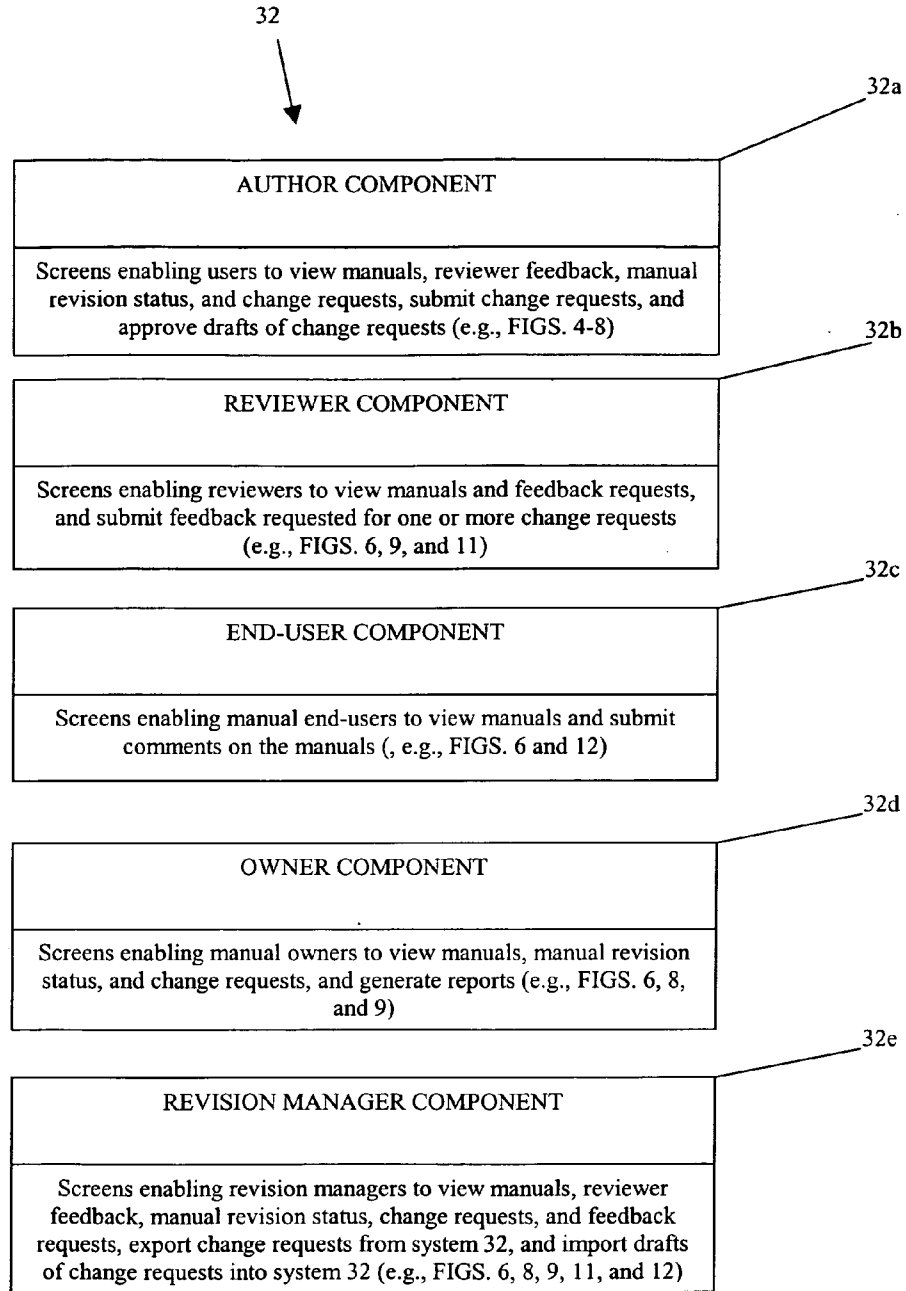 32
32a
AUTHOR COMPONENT
Screens enabling users to view manuals, reviewer feedback, manual
revision status, and change requests, submit change requests, and
approve drafts of change requests (e.g., FIGS. 4-8)
32b
REVIEWER COMPONENT
Screens enabling reviewers to view manuals and feedback requests,
and submit feedback requested for one or more change requests
(e.g., FIGS. 6, 9, and 11)
32c
END-USER COMPONENT
Screens enabling manual end-users to view manuals and submit
comments on the manuals (, e.g., FIGS. 6 and 12)
32d
OWNER COMPONENT
Screens enabling manual owners to view manuals, manual revision
status, and change requests, and generate reports (e.g., FIGS. 6, 8,
and 9)
32e
REVISION MANAGER COMPONENT
Screens enabling revision managers to view manuals, reviewer
feedback, manual revision status, change requests, and feedback
requests, export change requests from system 32, and import drafts
of change requests into system 32 (e.g., FIGS. 6, 8, 9, 11, and 12)